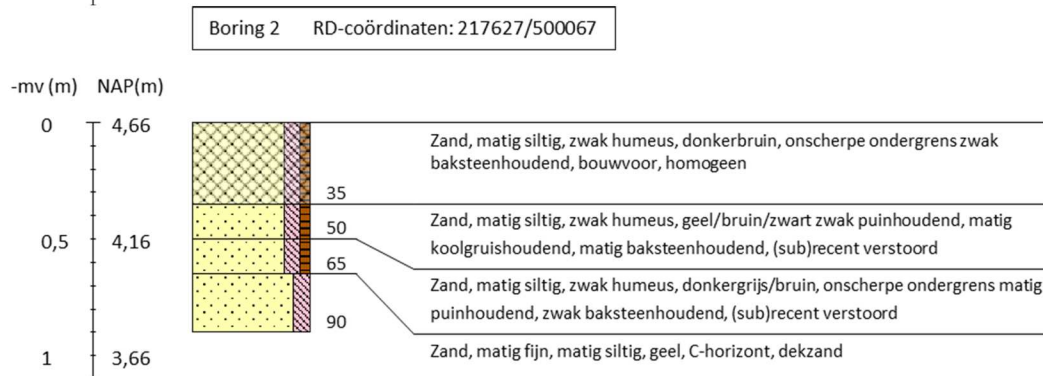 Boring 2 RD-coördinaten: 217627/500067
-mv (m) NAP(m)
0 4,66
Zand, matig siltig, zwak humeus, donkerbruin, onscherpe ondergrens zwak
baksteenhoudend, bouwvoor, homogeen
35
Zand, matig siltig, zwak humeus, geel/bruin/zwart zwak puinhoudend, matig
50
0,5 4,16
koolgruishoudend, matig baksteenhoudend, (sub)recent verstoord
65
Zand, matig siltig, zwak humeus, donkergrijs/bruin, onscherpe ondergrens matig
puinhoudend, zwak baksteenhoudend, (sub)recent verstoord
90
Zand, matig fijn, matig siltig, geel, C-horizont, dekzand
1 3,66